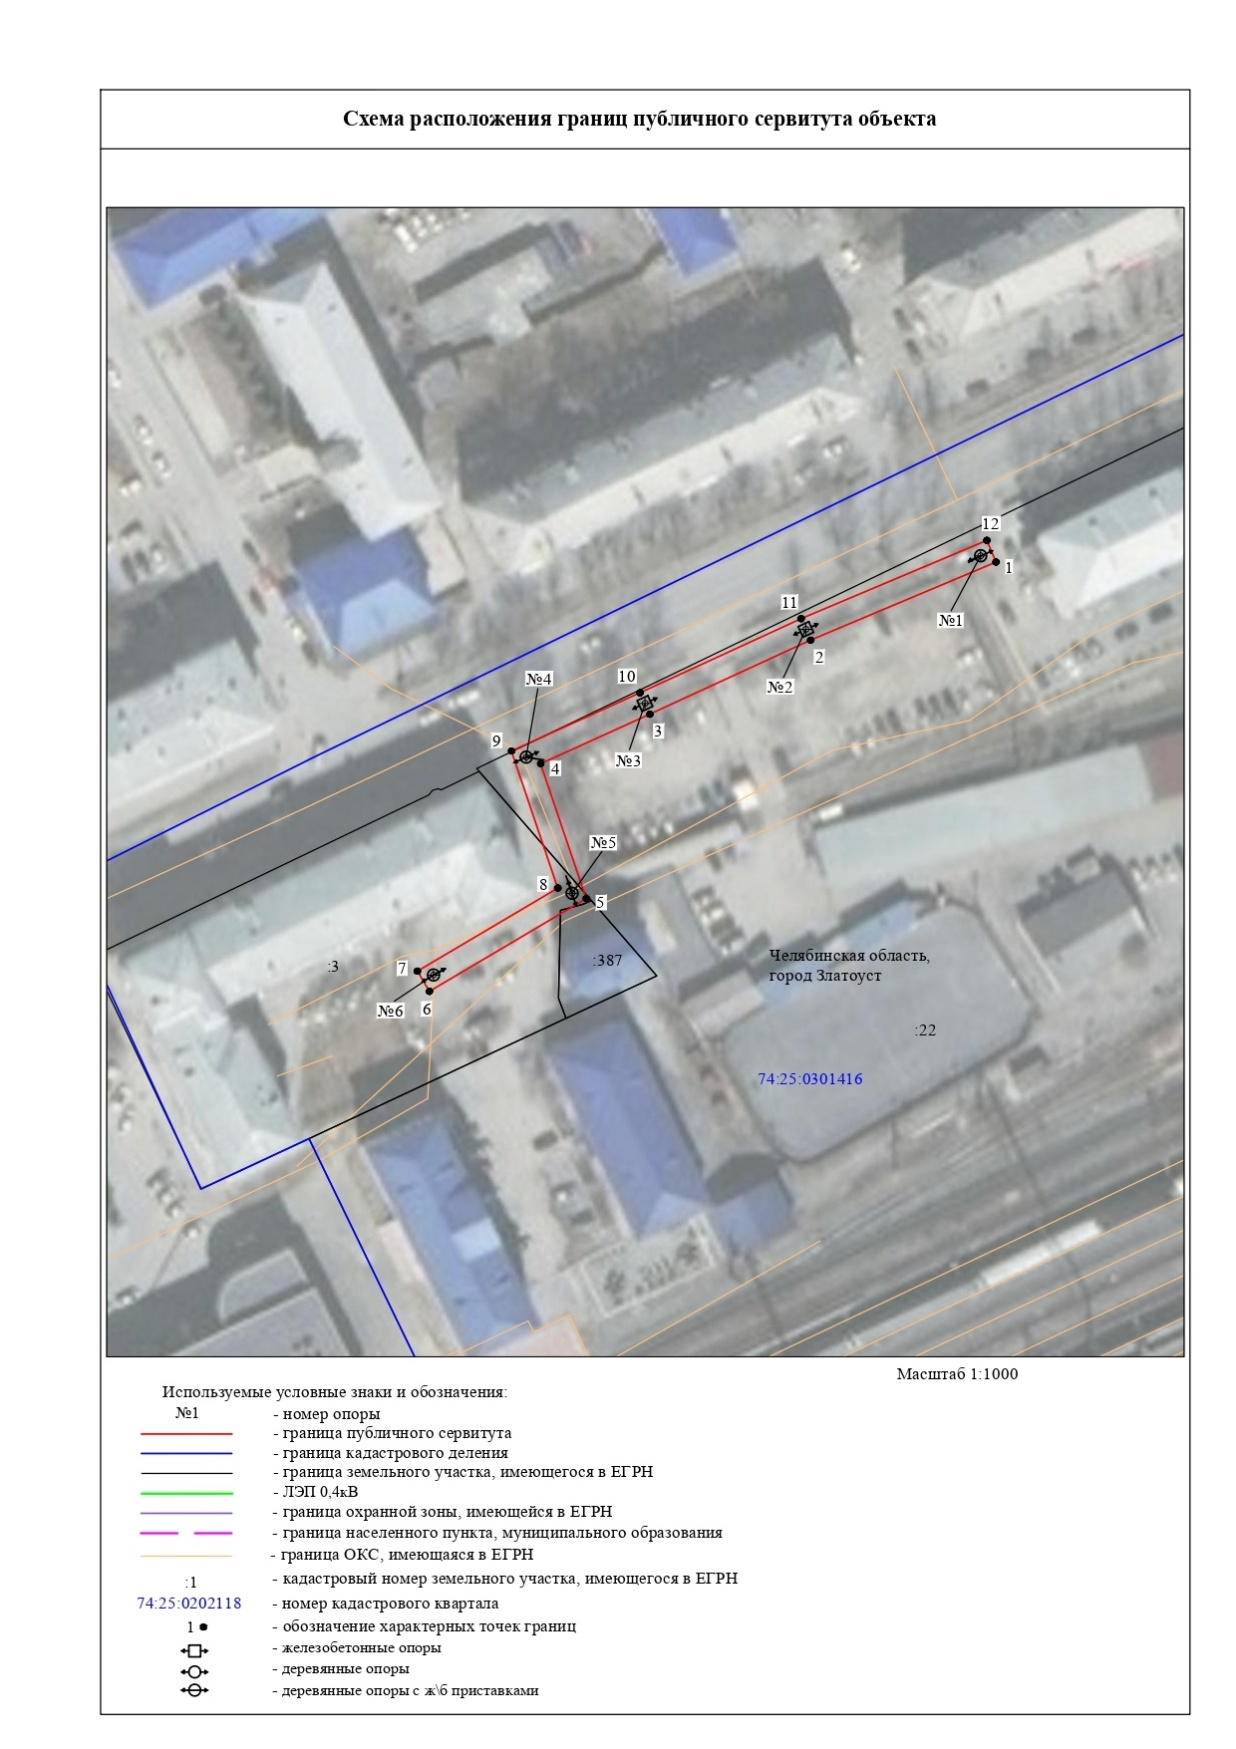 Схема расположения границ публичного сервитута объекта
12
1
№1
11
2
№2
10
3
№3
№4
9
4
№5
8
5
:387
:3
7
№6
6
Челябинская область,
город Златоуст
:22
74:25:0301416
Масштаб 1:1000
Используемые условные знаки и обозначения:
№1 - номер опоры
- граница публичного сервитута
- граница кадастрового деления
- граница земельного участка, имеющегося в ЕГРН
- ЛЭП 0,4кВ
- граница охранной зоны, имеющейся в ЕГРН
- граница населенного пункта, муниципального образования
- граница ОКС, имеющаяся в ЕГРН
:1 - кадастровый номер земельного участка, имеющегося в ЕГРН
74:25:0202118 - номер кадастрового квартала
1 - обозначение характерных точек границ
- железобетонные опоры
- деревянные опоры
- деревянные опоры с ж\б приставками